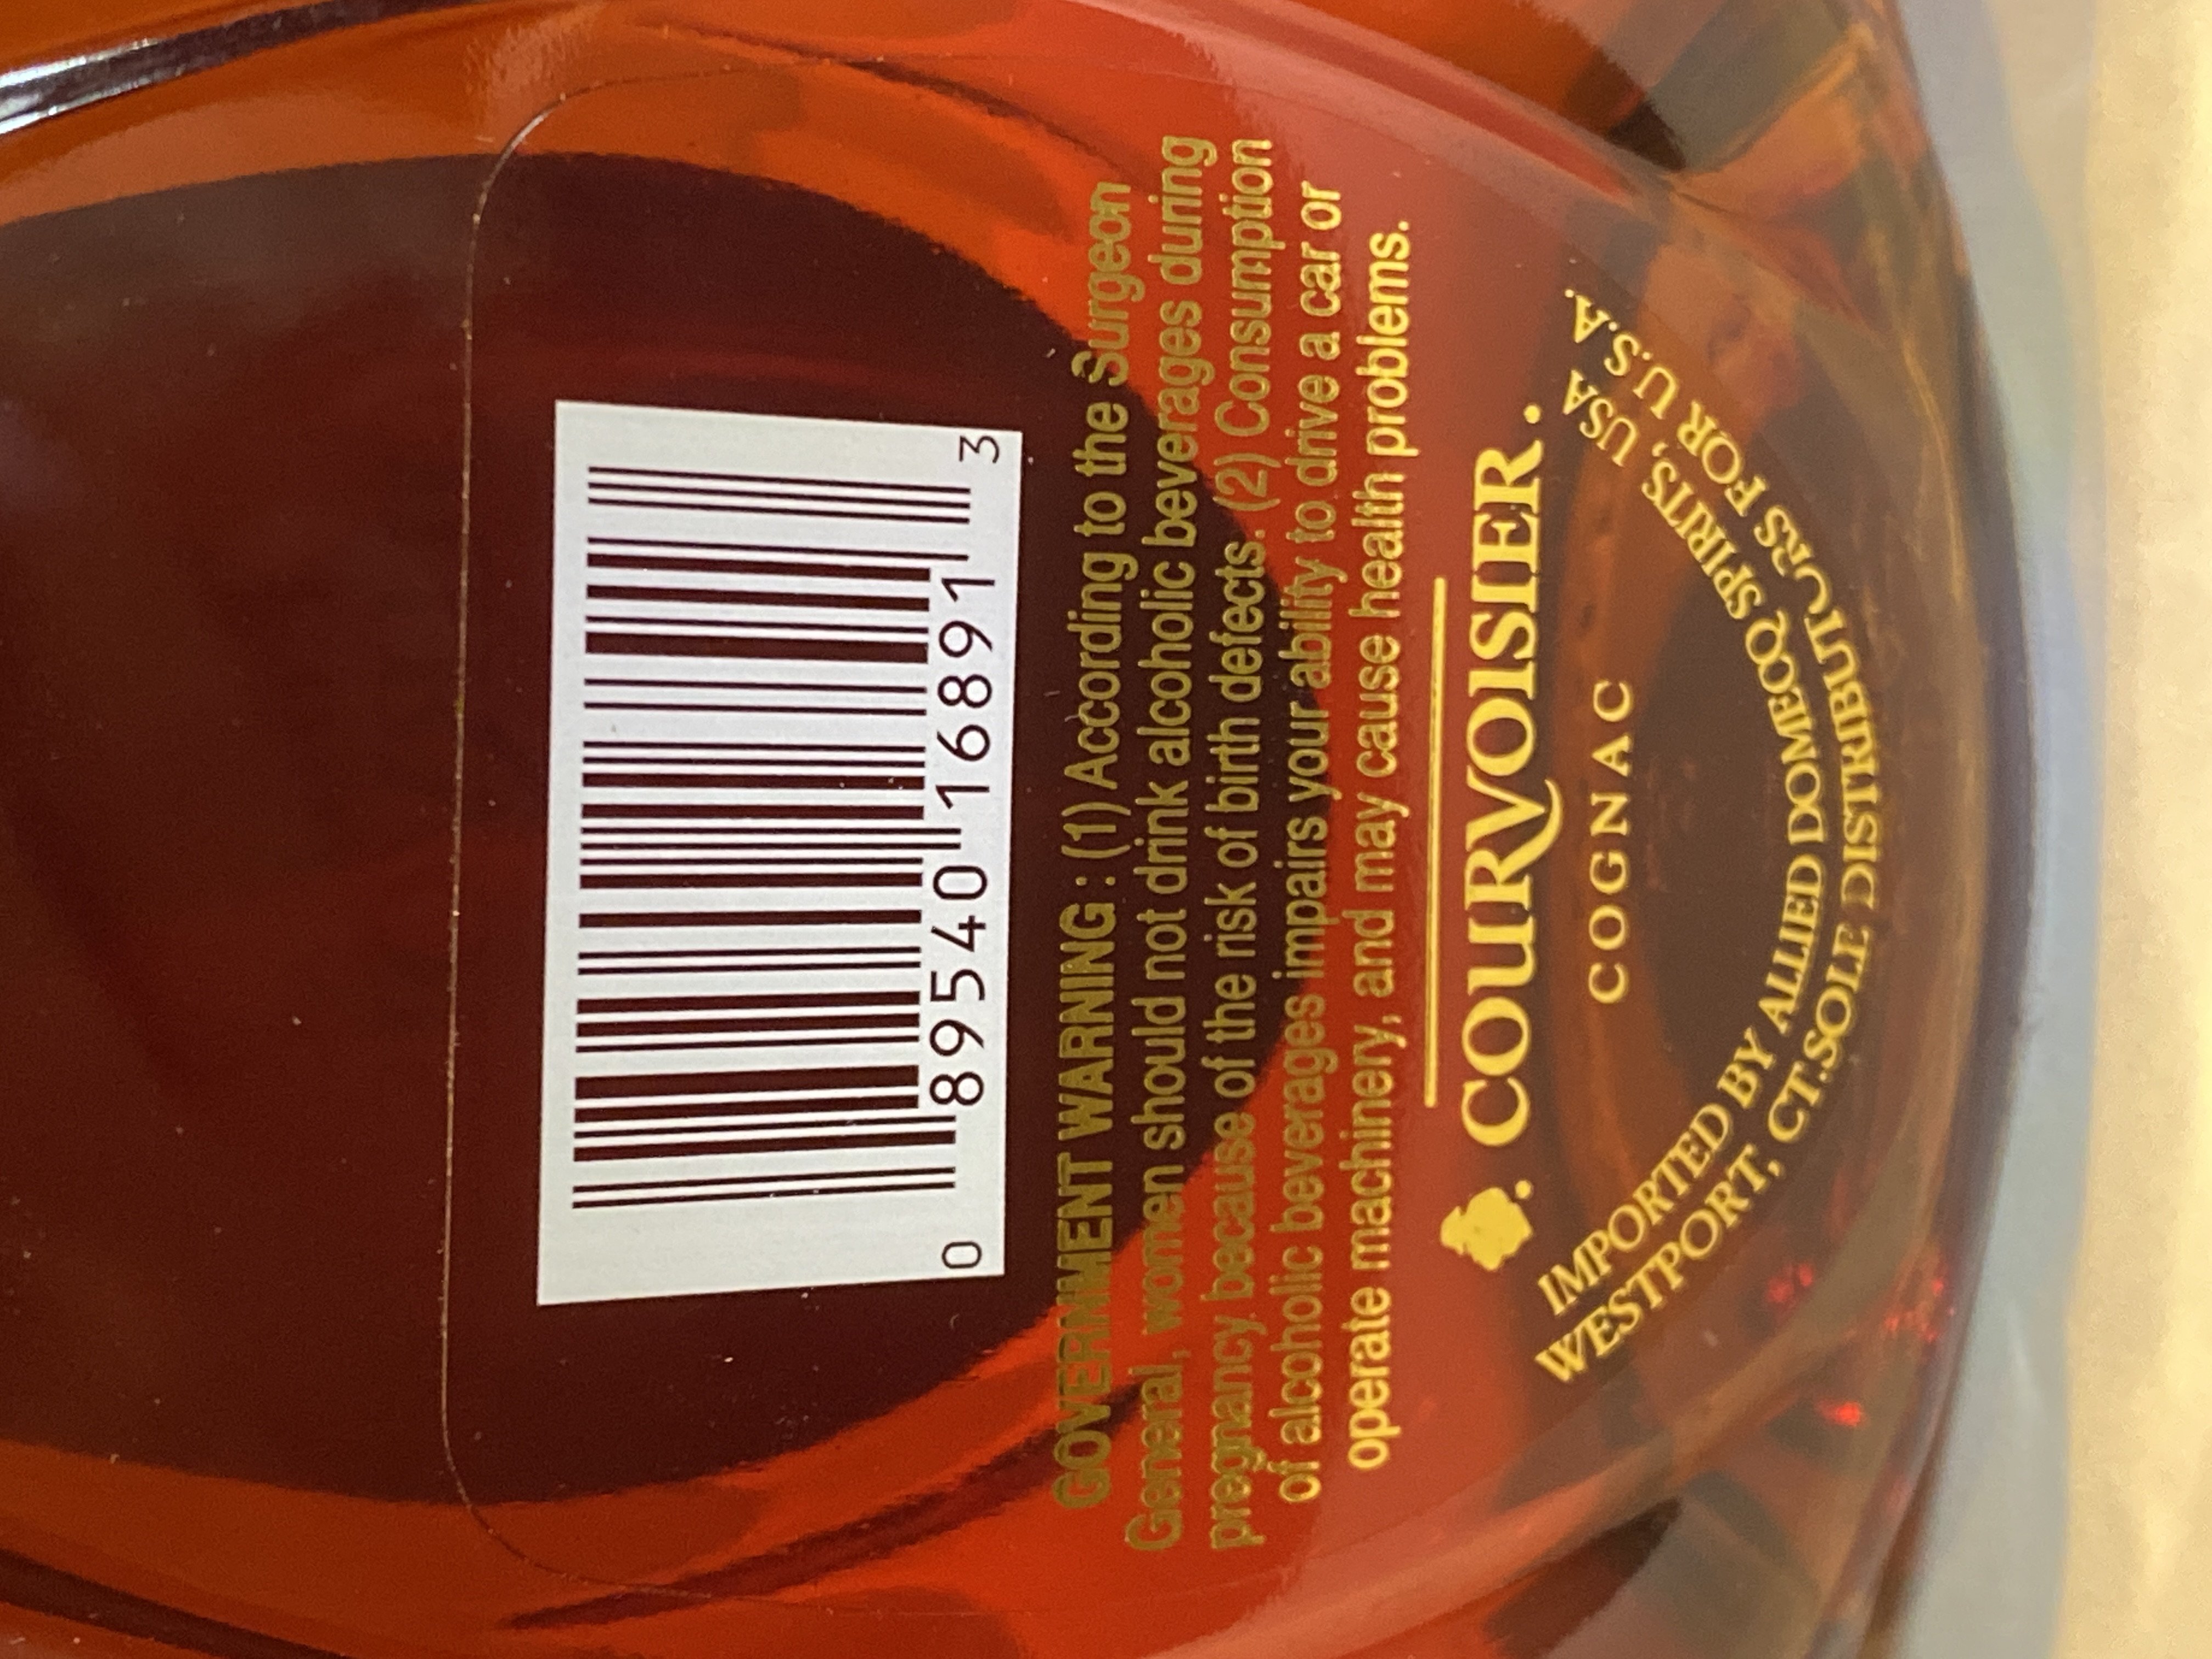 0 89540 16891 3
GOVERNMENT WARNING : (1) According to the Surgeon
General, women should not drink alcoholic beverages during
pregnancy because of the risk of birth defects. (2) Consumption
of alcoholic beverages impairs your ability to drive a car or
operate machinery, and may cause health problems.
COURVOISIER.
COGNAC
IMPORTED BY ALLIED DOMECQ SPIRITS, USA
WESTPORT, CT.SOLE DISTRIBUTORS FOR U.S.A.